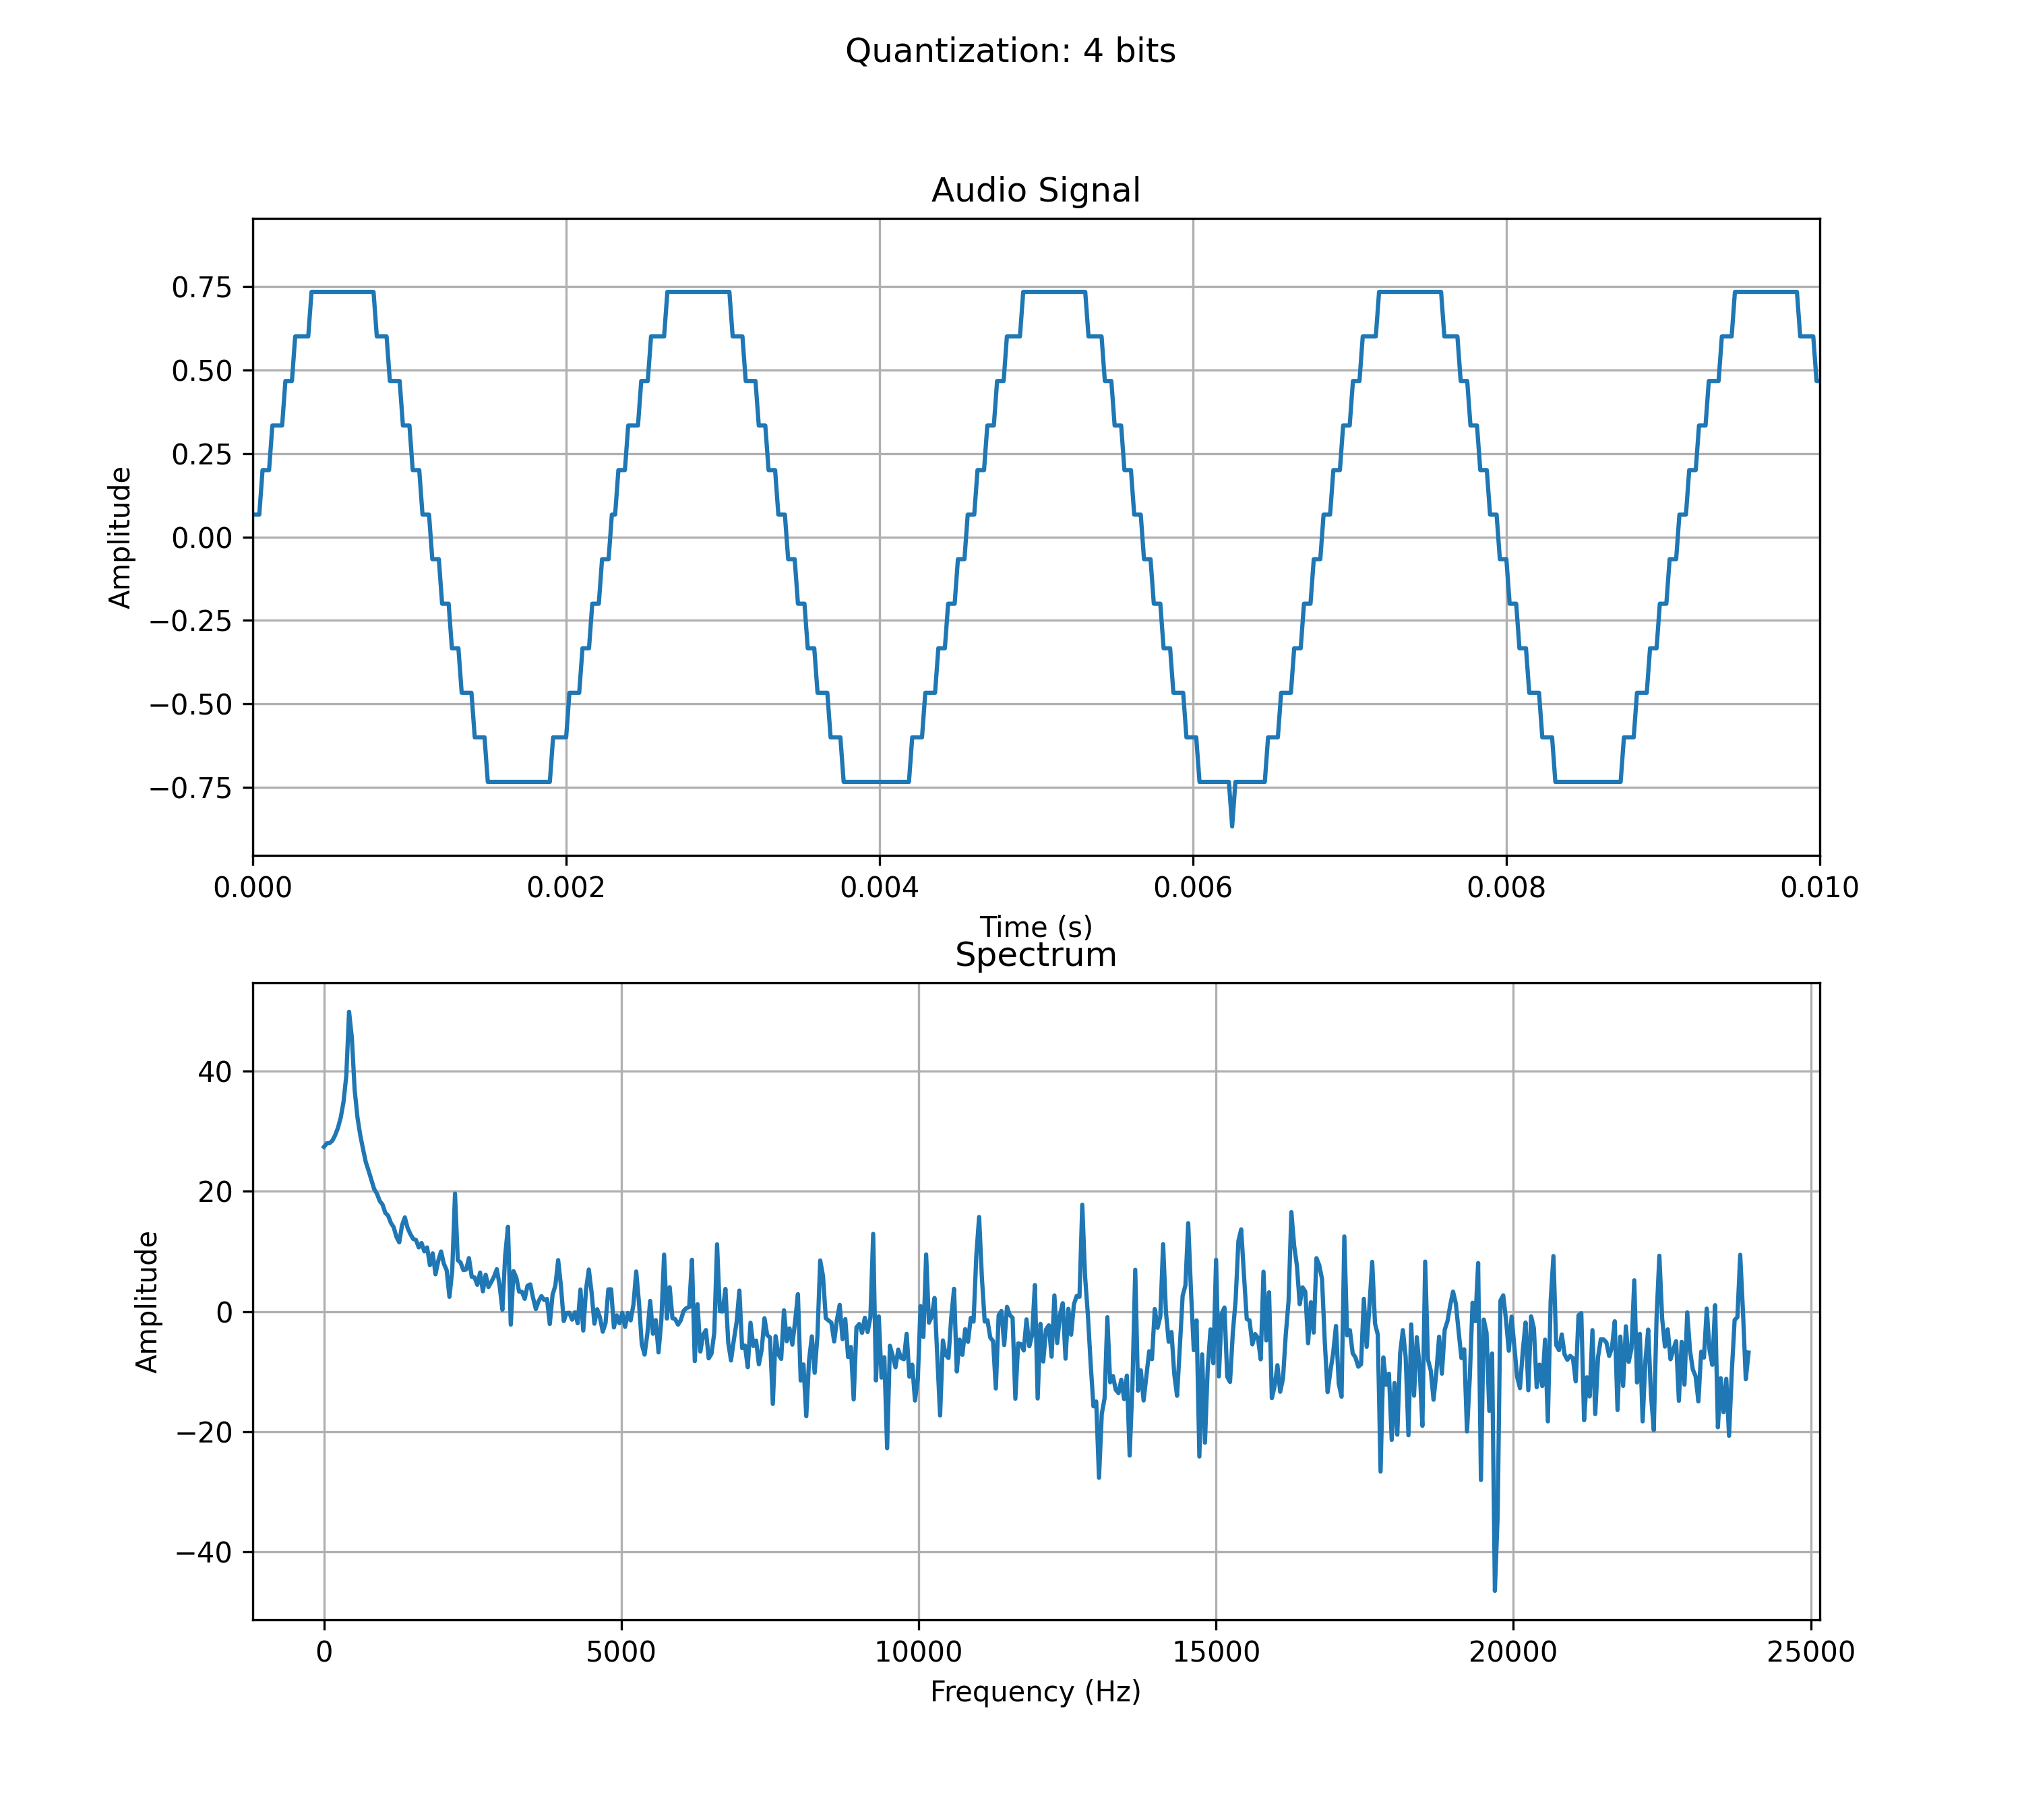 Quantization: 4 bits
Audio Signal
0.75
0.50
0.25
0.00
−0.25
−0.50
−0.75
Amplitude
0.000 0.002 0.004 0.006 0.008 0.010
Time (s)
Spectrum
40
20
0
−20
−40
Amplitude
0 5000 10000 15000 20000 25000
Frequency (Hz)